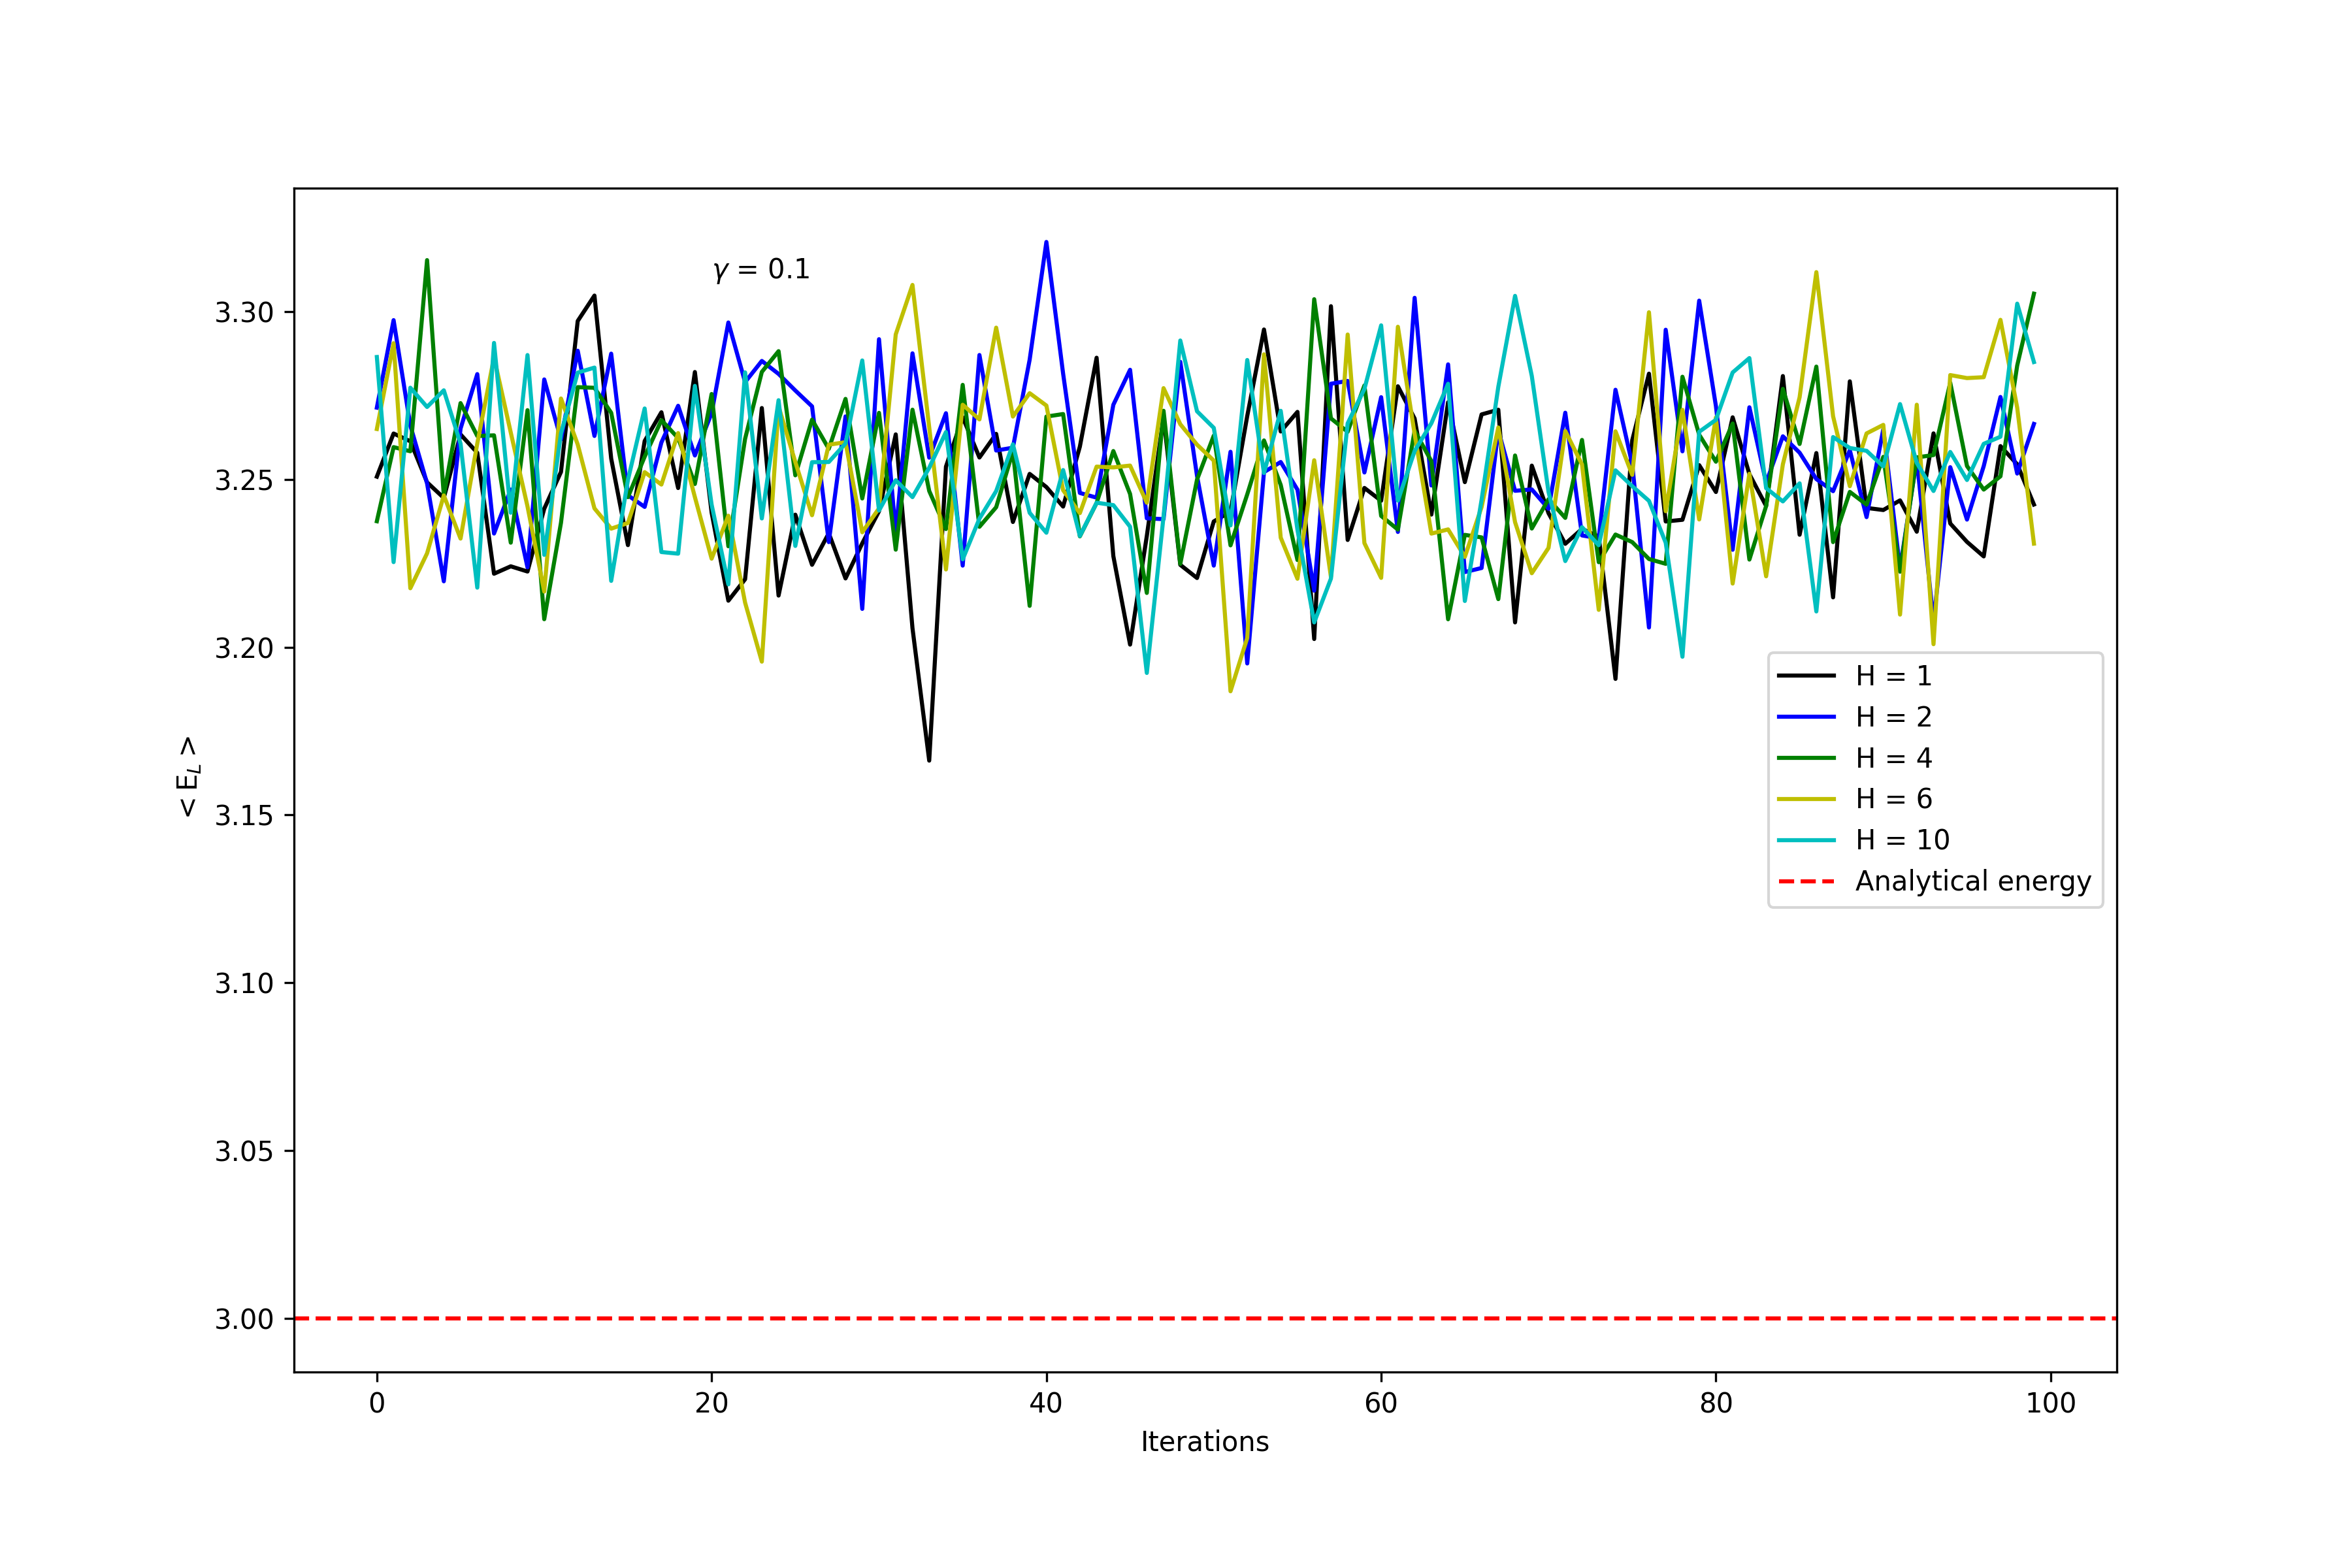 γ = 0.1
3.30
3.25
3.20
3.15
3.10
3.05
3.00
< E_L >
H = 1
H = 2
H = 4
H = 6
H = 10
Analytical energy
0 20 40 60 80 100
Iterations